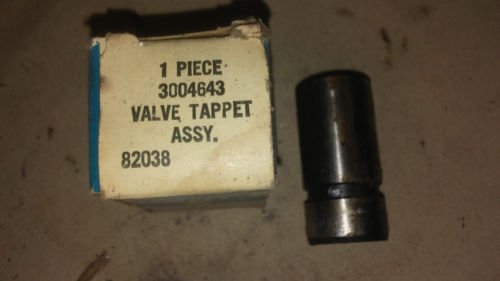 1 PIECE
3004643
VALVE TAPPET
ASSY.
82038